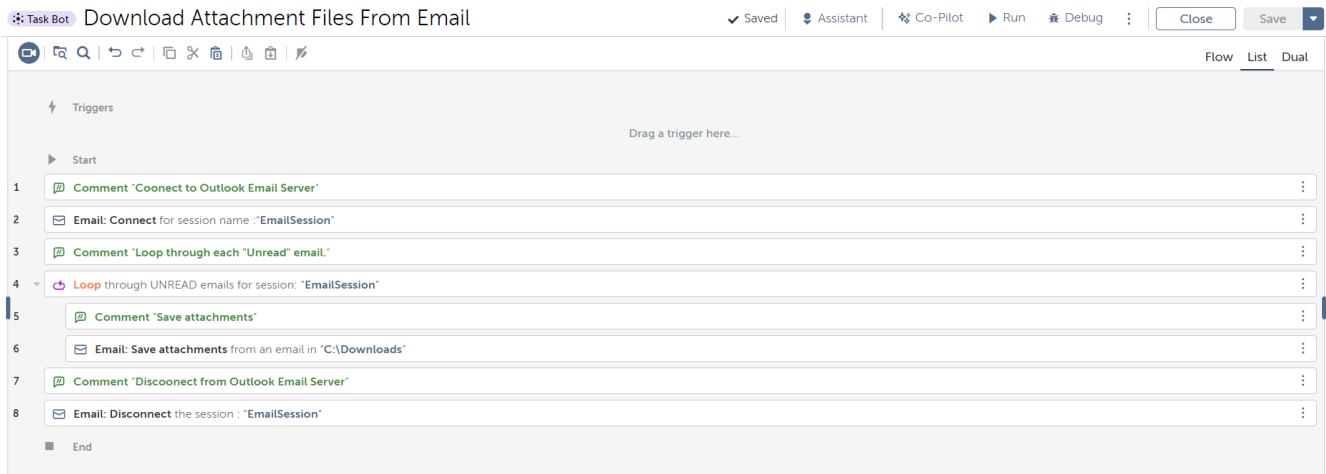 Task Bot Download Attachment Files From Email Saved Assistant Co-Pilot Run Debug Close Save
Flow List Dual
Triggers
Drag a trigger here...
Start
1 Comment "Coonect to Outlook Email Server"
2 Email: Connect for session name :"EmailSession"
3 Comment "Loop through each "Unread" email."
4 Loop through UNREAD emails for session: "EmailSession"
5 Comment "Save attachments"
6 Email: Save attachments from an email in "C:\Downloads"
7 Comment "Discoonect from Outlook Email Server"
8 Email: Disconnect the session : "EmailSession"
End